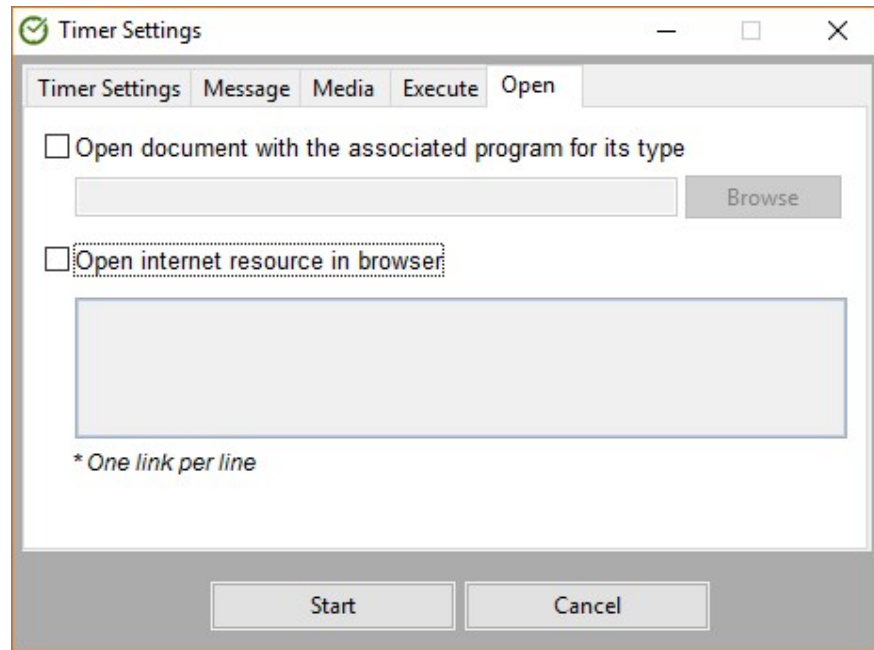 Timer Settings
Timer Settings Message Media Execute Open
Open document with the associated program for its type
Browse
Open internet resource in browser
* One link per line
Start Cancel